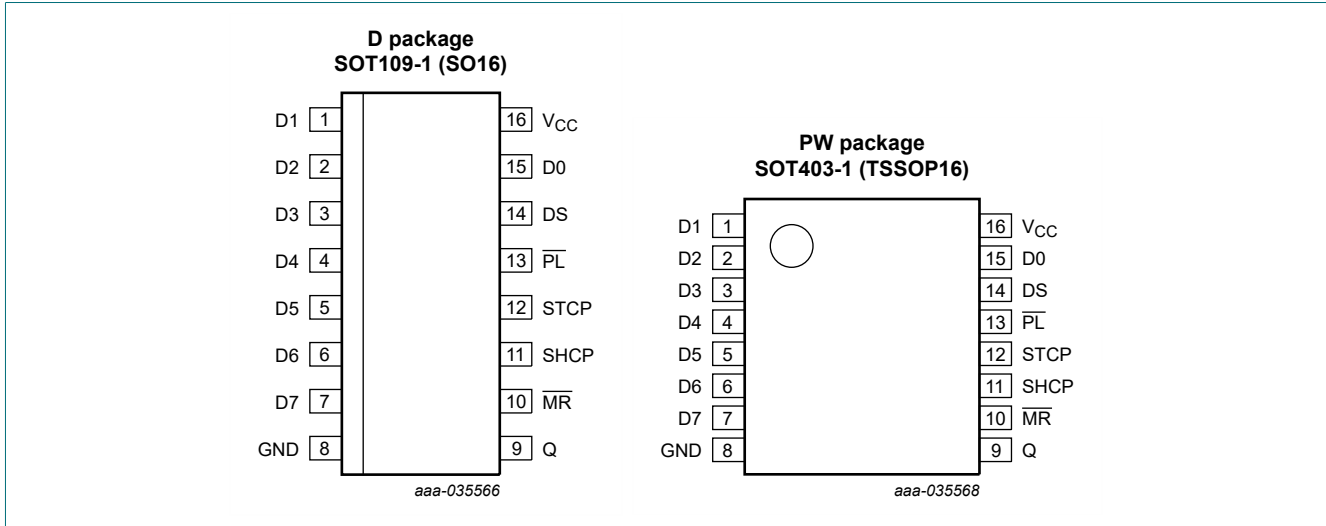 D package
SOT109-1 (SO16)
D1 1 16 VCC
D2 2 15 D0
D3 3 14 DS
D4 4 13 PL
D5 5 12 STCP
D6 6 11 SHCP
D7 7 10 MR
GND 8 9 Q
aaa-035566
PW package
SOT403-1 (TSSOP16)
D1 1 16 VCC
D2 2 15 D0
D3 3 14 DS
D4 4 13 PL
D5 5 12 STCP
D6 6 11 SHCP
D7 7 10 MR
GND 8 9 Q
aaa-035568